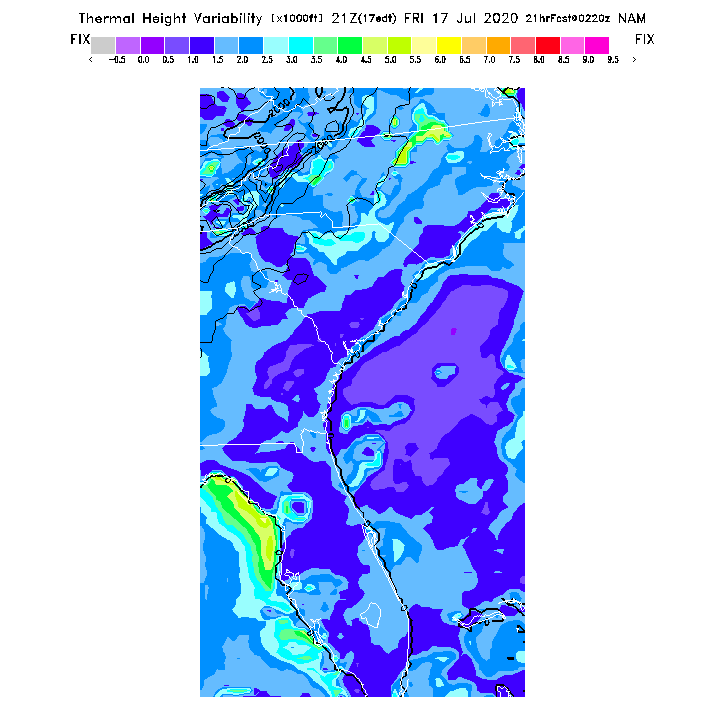 Thermal Height Variability [x1000ft] 21Z(17edt) FRI 17 Jul 2020 21hrFcst@0220z NAM
FIX FIX
< -0.5 0.0 0.5 1.0 1.5 2.0 2.5 3.0 3.5 4.0 4.5 5.0 5.5 6.0 6.5 7.0 7.5 8.0 8.5 9.0 9.5 >
2000
2000